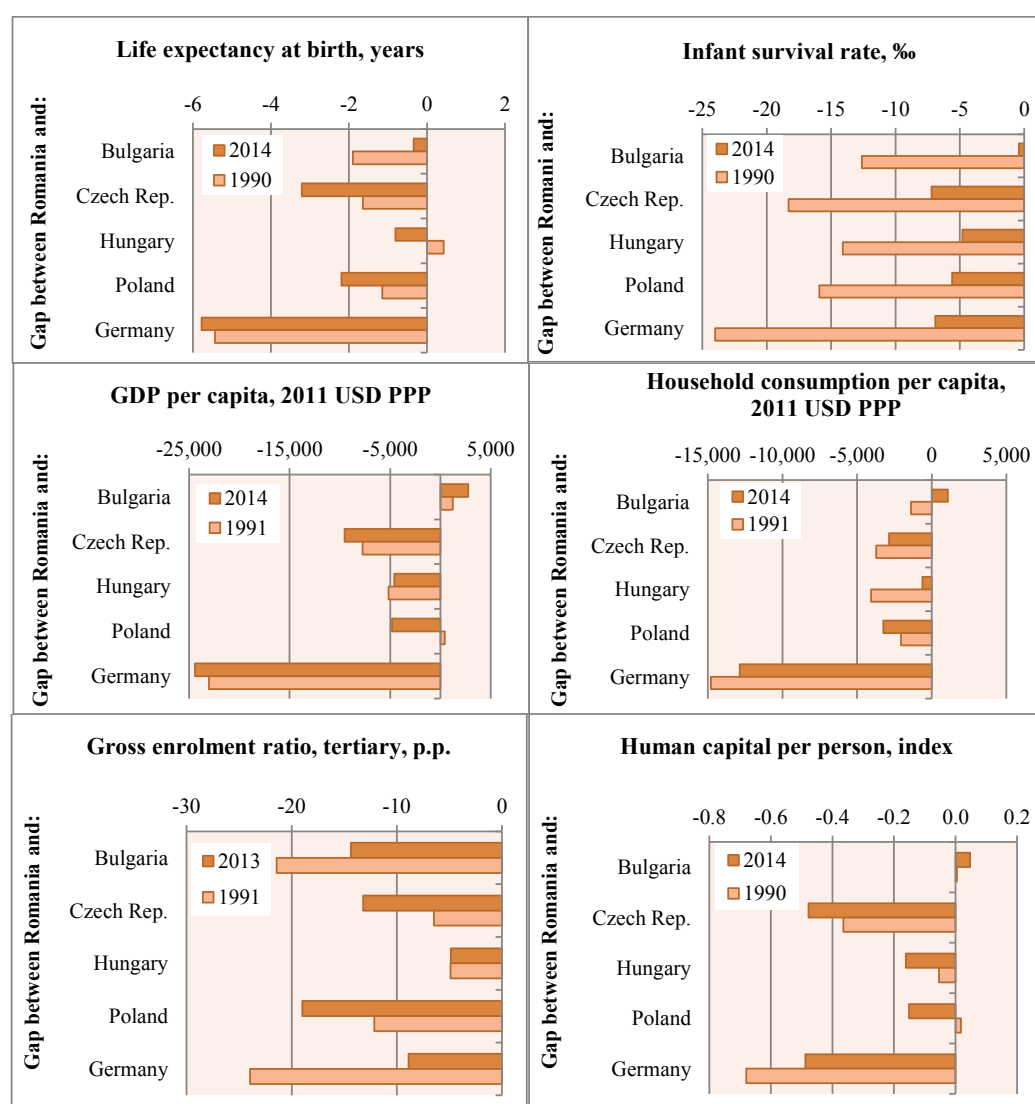 Life expectancy at birth, years
Gap between Romania and:
-6 -4 -2 0 2
2014
1990
Bulgaria
Czech Rep.
Hungary
Poland
Germany
Infant survival rate, ‰
Gap between Romani and:
-25 -20 -15 -10 -5 0
2014
1990
Bulgaria
Czech Rep.
Hungary
Poland
Germany
GDP per capita, 2011 USD PPP
Gap between Romania and:
-25,000 -15,000 -5,000 5,000
2014
1991
Bulgaria
Czech Rep.
Hungary
Poland
Germany
Household consumption per capita,
2011 USD PPP
Gap between Romania and:
-15,000 -10,000 -5,000 0 5,000
2014
1991
Bulgaria
Czech Rep.
Hungary
Poland
Germany
Gross enrolment ratio, tertiary, p.p.
Gap between Romania and:
-30 -20 -10 0
2013
1991
Bulgaria
Czech Rep.
Hungary
Poland
Germany
Human capital per person, index
Gap between Romania and:
-0.8 -0.6 -0.4 -0.2 0.0 0.2
2014
1990
Bulgaria
Czech Rep.
Hungary
Poland
Germany